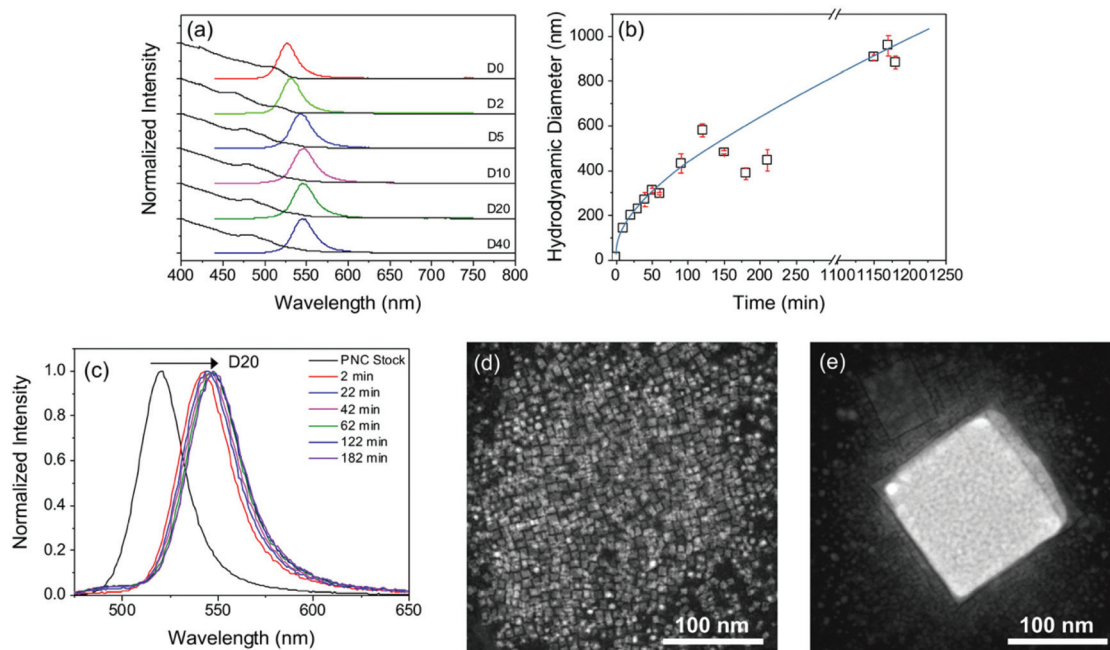 (a)
Normalized Intensity
D0
D2
D5
D10
D20
D40
400 450 500 550 600 650 700 750 800
Wavelength (nm)
(b)
Hydrodynamic Diameter (nm)
1000
800
600
400
200
0
0 50 100 150 200 250 1100 1150 1200 1250
Time (min)
(c)
D20
Normalized Intensity
1.0
0.8
0.6
0.4
0.2
0.0
PNC Stock
2 min
22 min
42 min
62 min
122 min
182 min
500 550 600 650
Wavelength (nm)
(d)
100 nm
(e)
100 nm